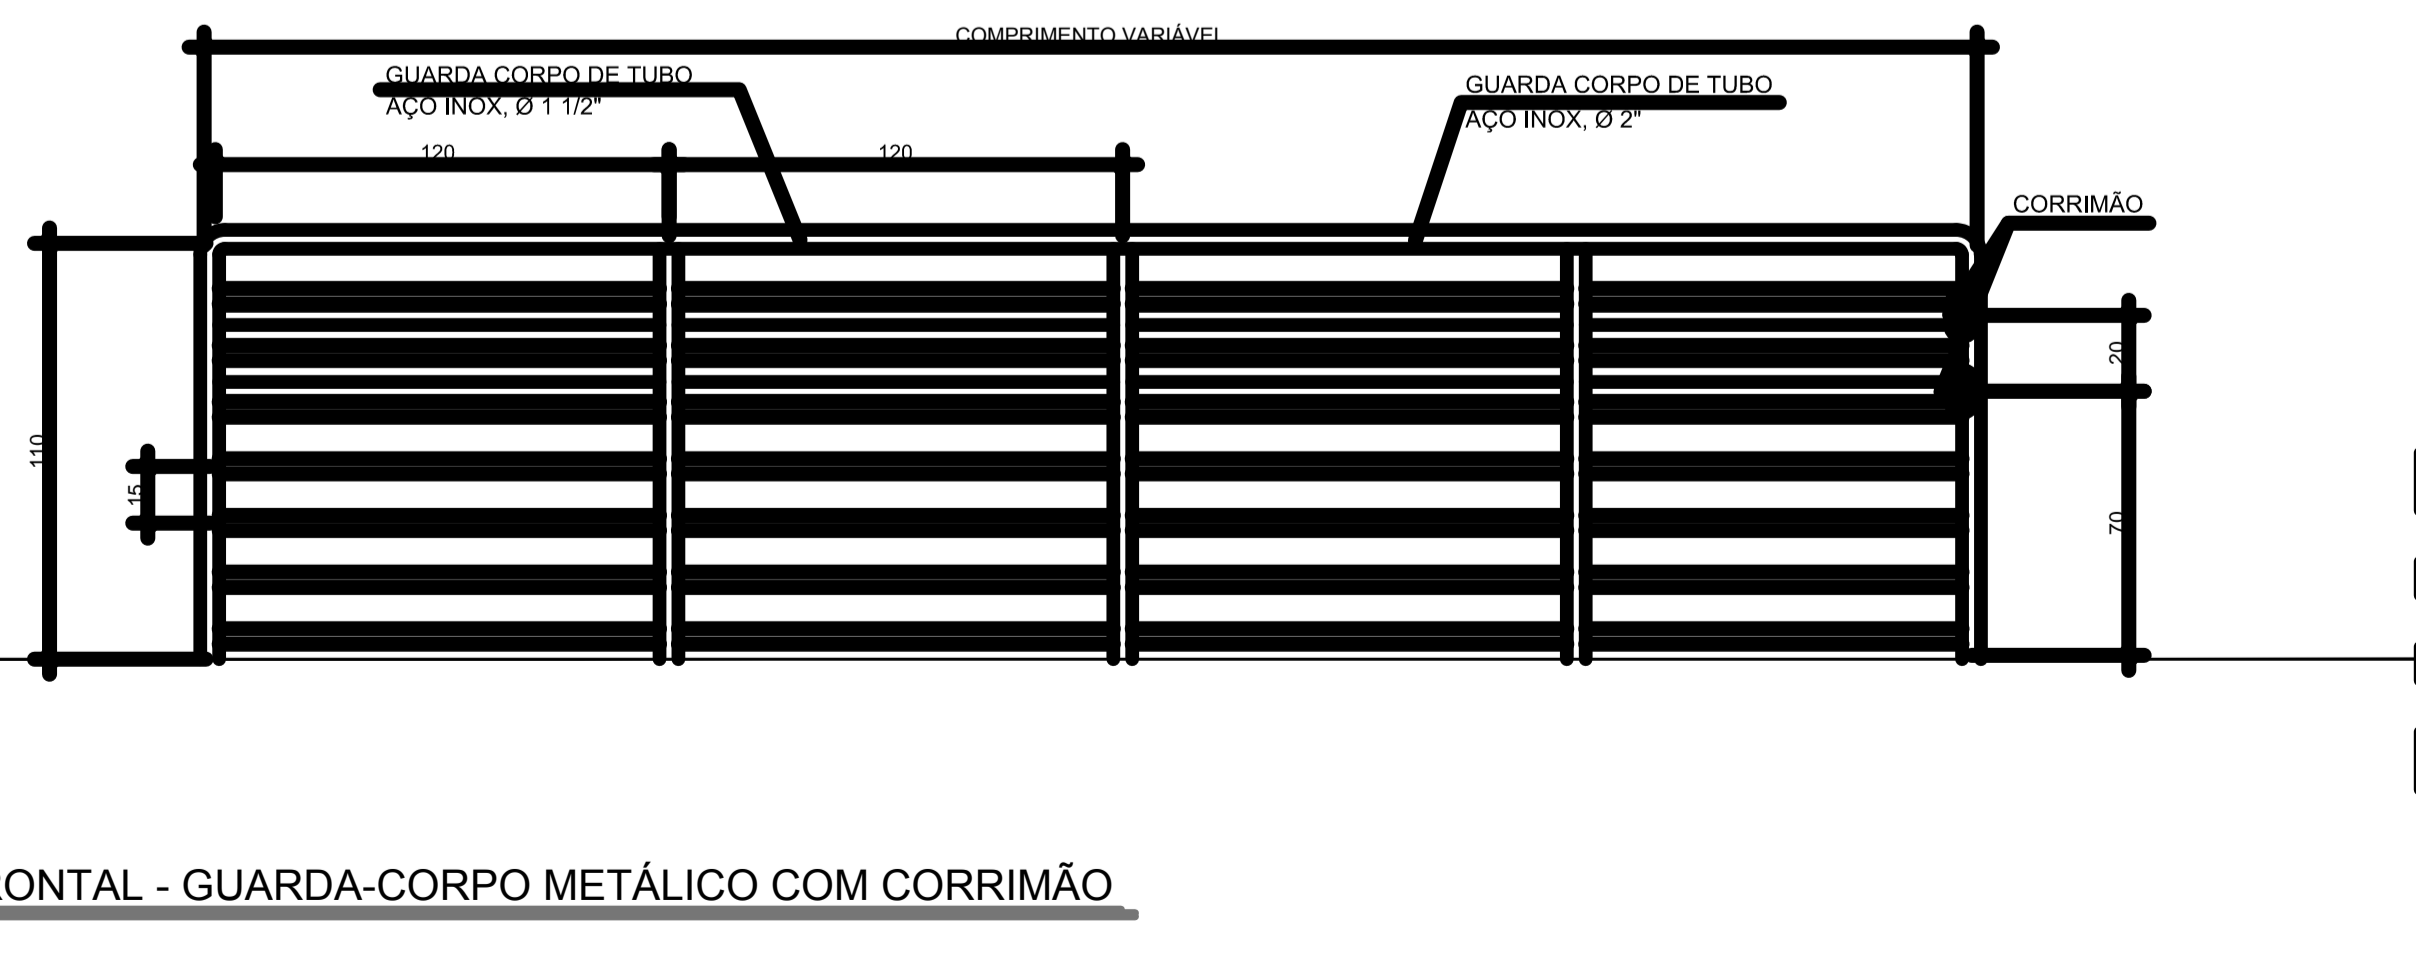 COMPRIMENTO VARIÁVEL
GUARDA CORPO DE TUBO
AÇO INOX, Ø 1 1/2"
GUARDA CORPO DE TUBO
AÇO INOX, Ø 2"
120
120
CORRIMÃO
20
110
15
70
RONTAL - GUARDA-CORPO METÁLICO COM CORRIMÃO